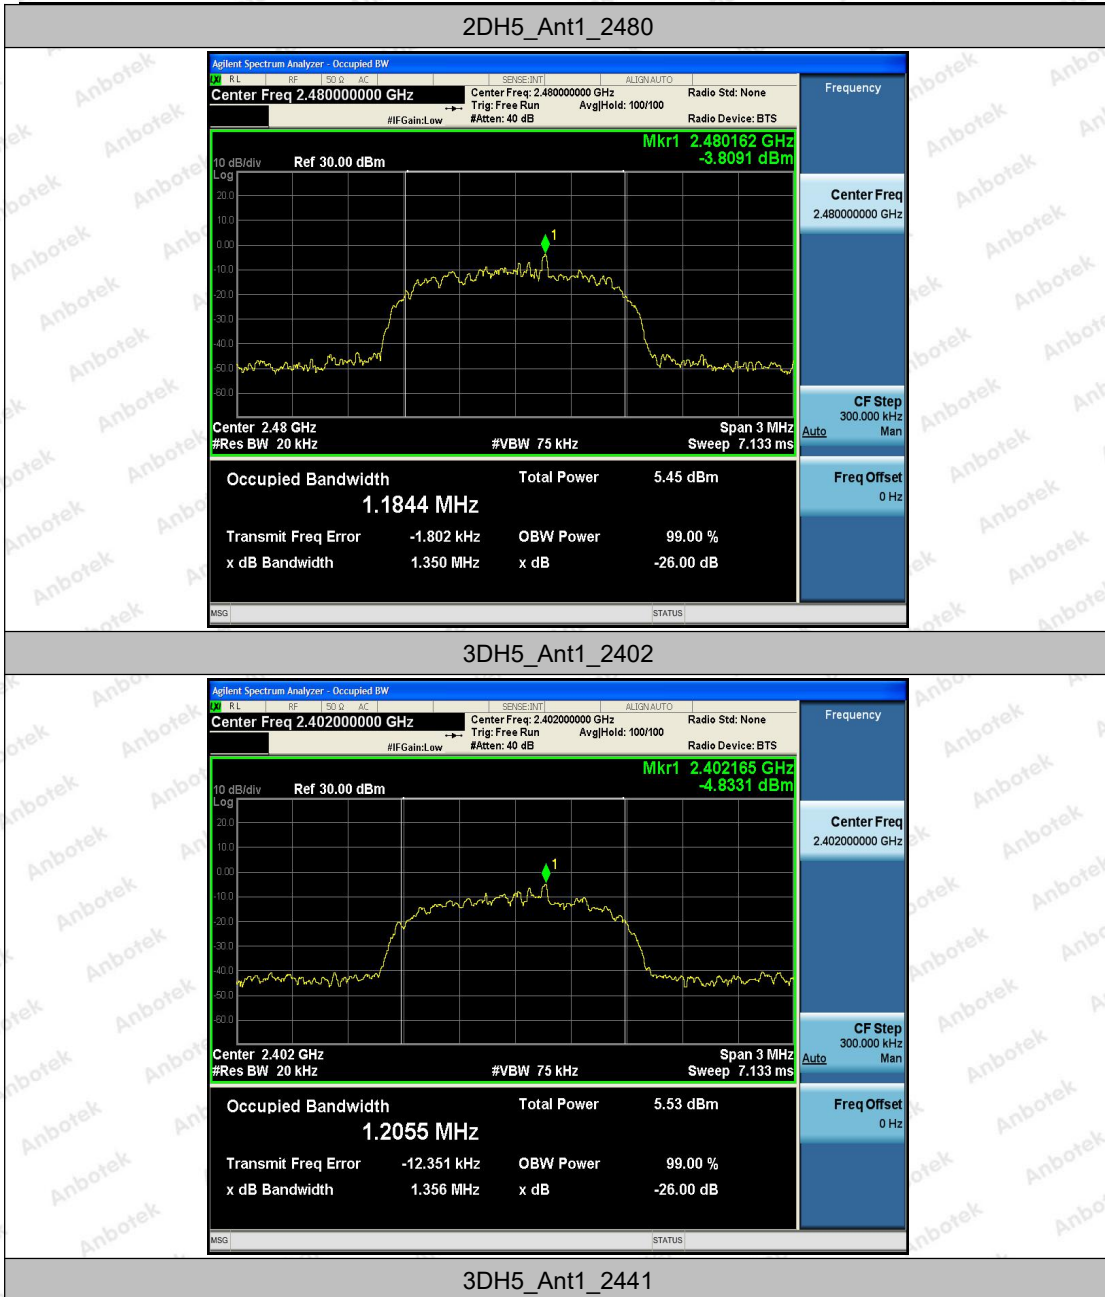 2DH5_Ant1_2480
Agilent Spectrum Analyzer - Occupied BW
LXI RL RF 50 Ω AC SENSE:INT ALIGNAUTO
Center Freq 2.480000000 GHz
Center Freq: 2.480000000 GHz
Radio Std: None
Trig: Free Run Avg|Hold: 100/100
#IFGain:Low #Atten: 40 dB
Radio Device: BTS
Mkr1 2.480162 GHz
-3.8091 dBm
10 dB/div Ref 30.00 dBm
Log
20.0
10.0
0.00
-10.0
-20.0
-30.0
-40.0
-50.0
-60.0
1
Center 2.48 GHz Span 3 MHz
#Res BW 20 kHz #VBW 75 kHz Sweep 7.133 ms
Occupied Bandwidth Total Power 5.45 dBm
1.1844 MHz
Transmit Freq Error -1.802 kHz OBW Power 99.00 %
x dB Bandwidth 1.350 MHz x dB -26.00 dB
MSG STATUS
Frequency
Center Freq
2.480000000 GHz
CF Step
300.000 kHz
Auto Man
Freq Offset
0 Hz
3DH5_Ant1_2402
Agilent Spectrum Analyzer - Occupied BW
LXI RL RF 50 Ω AC SENSE:INT ALIGNAUTO
Center Freq 2.402000000 GHz
Center Freq: 2.402000000 GHz
Radio Std: None
Trig: Free Run Avg|Hold: 100/100
#IFGain:Low #Atten: 40 dB
Radio Device: BTS
Mkr1 2.402165 GHz
-4.8331 dBm
10 dB/div Ref 30.00 dBm
Log
20.0
10.0
0.00
-10.0
-20.0
-30.0
-40.0
-50.0
-60.0
1
Center 2.402 GHz Span 3 MHz
#Res BW 20 kHz #VBW 75 kHz Sweep 7.133 ms
Occupied Bandwidth Total Power 5.53 dBm
1.2055 MHz
Transmit Freq Error -12.351 kHz OBW Power 99.00 %
x dB Bandwidth 1.356 MHz x dB -26.00 dB
MSG STATUS
Frequency
Center Freq
2.402000000 GHz
CF Step
300.000 kHz
Auto Man
Freq Offset
0 Hz
3DH5_Ant1_2441
Anbotek